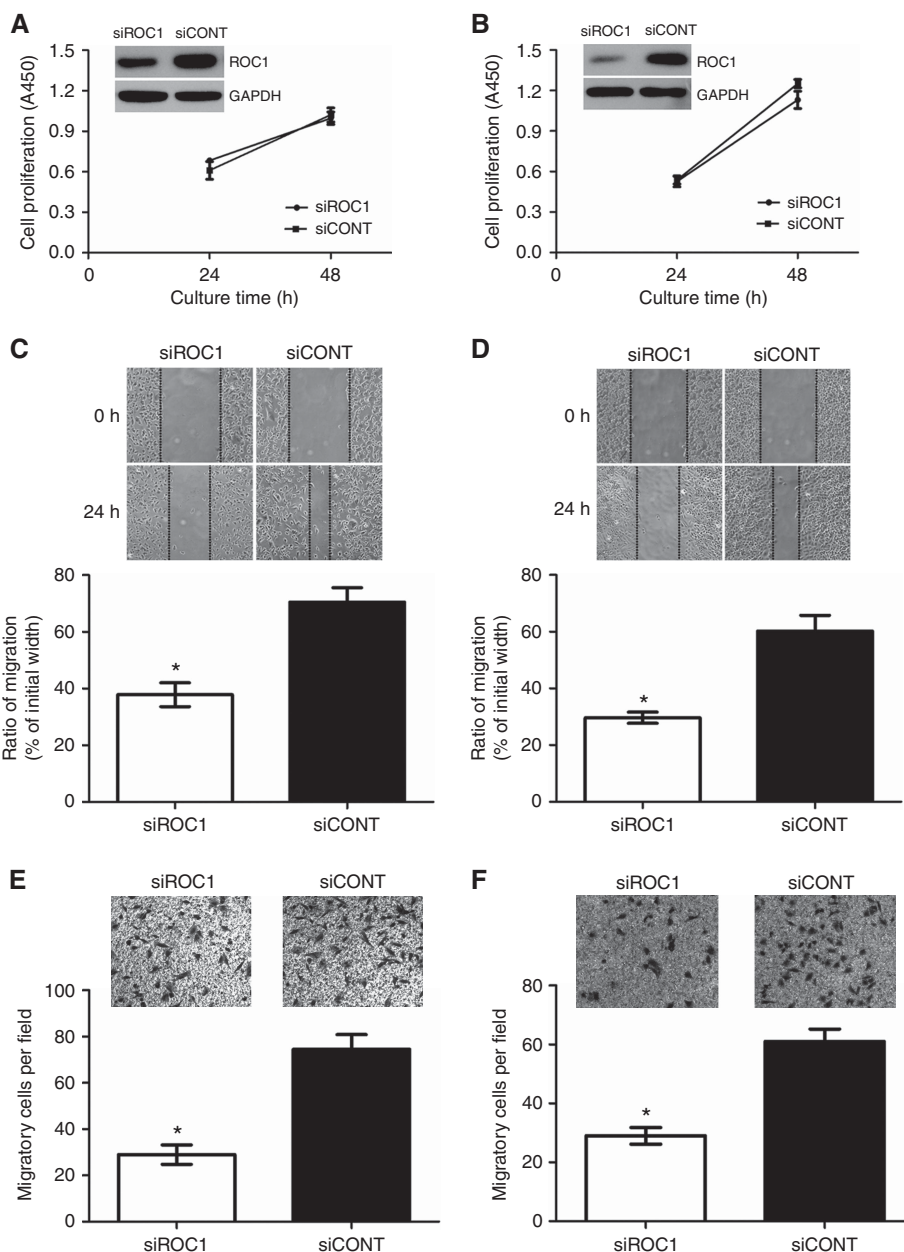 A
siROC1 siCONT
ROC1
GAPDH
Cell proliferation (A450)
1.5
1.2
0.9
0.6
0.3
0.0
0 24 48
Culture time (h)
siROC1
siCONT
B
siROC1 siCONT
ROC1
GAPDH
Cell proliferation (A450)
1.5
1.2
0.9
0.6
0.3
0.0
0 24 48
Culture time (h)
siROC1
siCONT
C
siROC1 siCONT
0 h
24 h
Ratio of migration
(% of initial width)
80
60
40
20
0
*
siROC1 siCONT
D
siROC1 siCONT
0 h
24 h
Ratio of migration
(% of initial width)
80
60
40
20
0
*
siROC1 siCONT
E
siROC1 siCONT
Migratory cells per field
100
80
60
40
20
0
*
siROC1 siCONT
F
siROC1 siCONT
Migratory cells per field
80
60
40
20
0
*
siROC1 siCONT